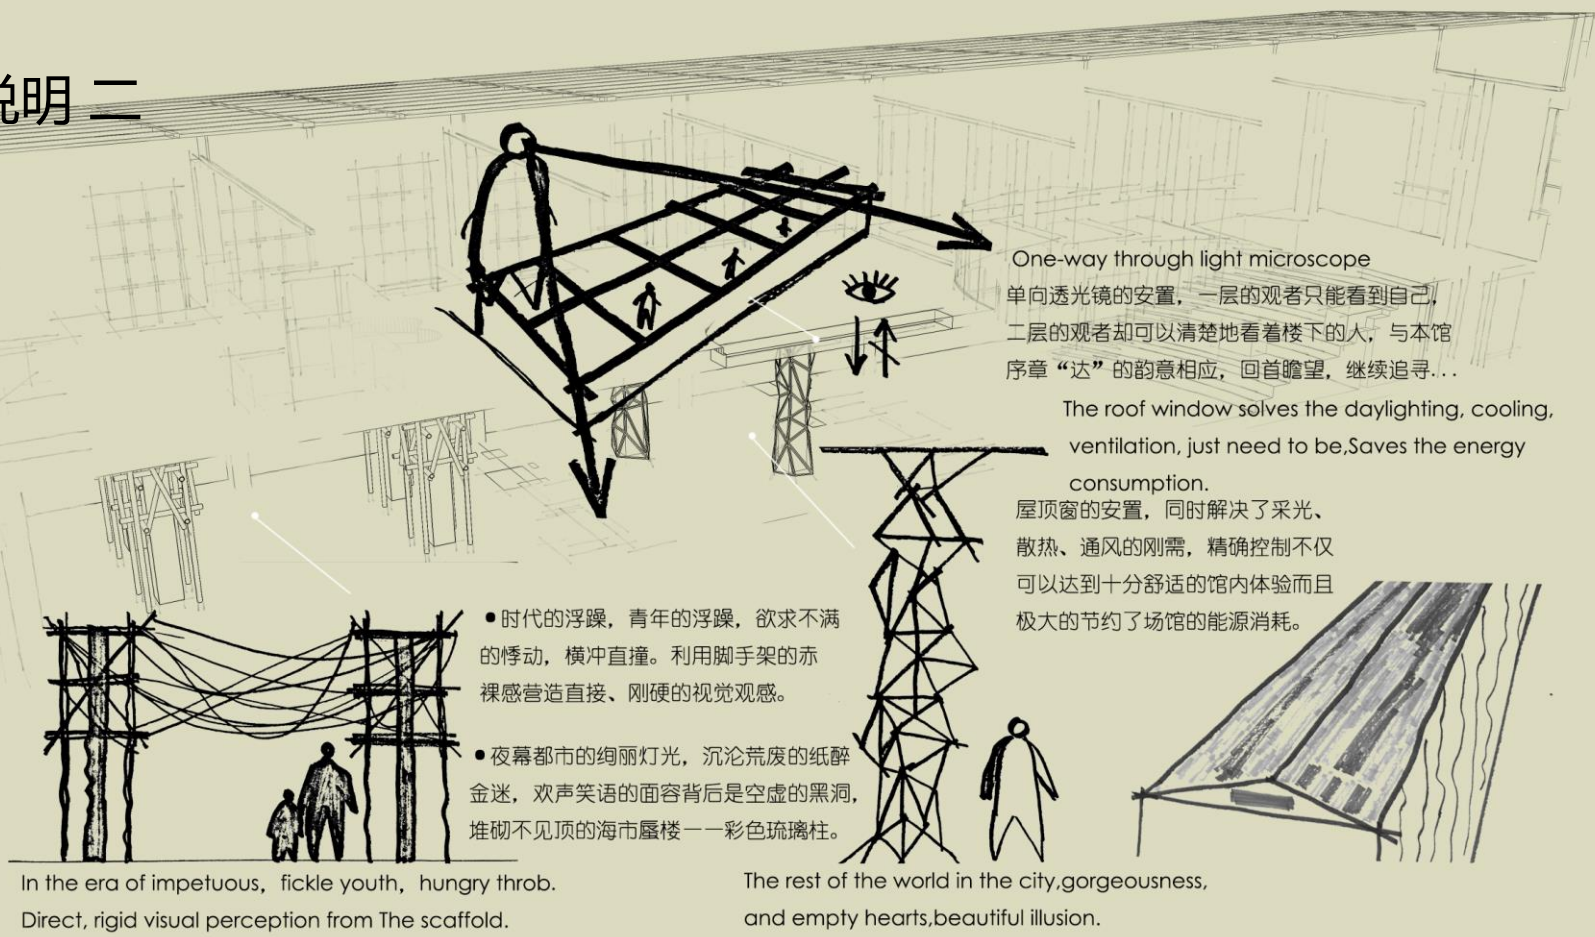 说明 二
One-way through light microscope
单向透光镜的安置，一层的观者只能看到自己，
二层的观者却可以清楚地看着楼下的人，与本馆
序章“达”的韵意相应，回首瞻望，继续追寻...
The roof window solves the daylighting, cooling,
ventilation, just need to be,Saves the energy
consumption.
屋顶窗的安置，同时解决了采光、
散热、通风的刚需，精确控制不仅
可以达到十分舒适的馆内体验而且
极大的节约了场馆的能源消耗。
•时代的浮躁，青年的浮躁，欲求不满
的悸动，横冲直撞。利用脚手架的赤
裸感营造直接、刚硬的视觉观感。
•夜幕都市的绚丽灯光，沉沦荒废的纸醉
金迷，欢声笑语的面容背后是空虚的黑洞，
堆砌不见顶的海市蜃楼——彩色琉璃柱。
In the era of impetuous，fickle youth，hungry throb.
Direct, rigid visual perception from The scaffold.
The rest of the world in the city,gorgeousness,
and empty hearts,beautiful illusion.